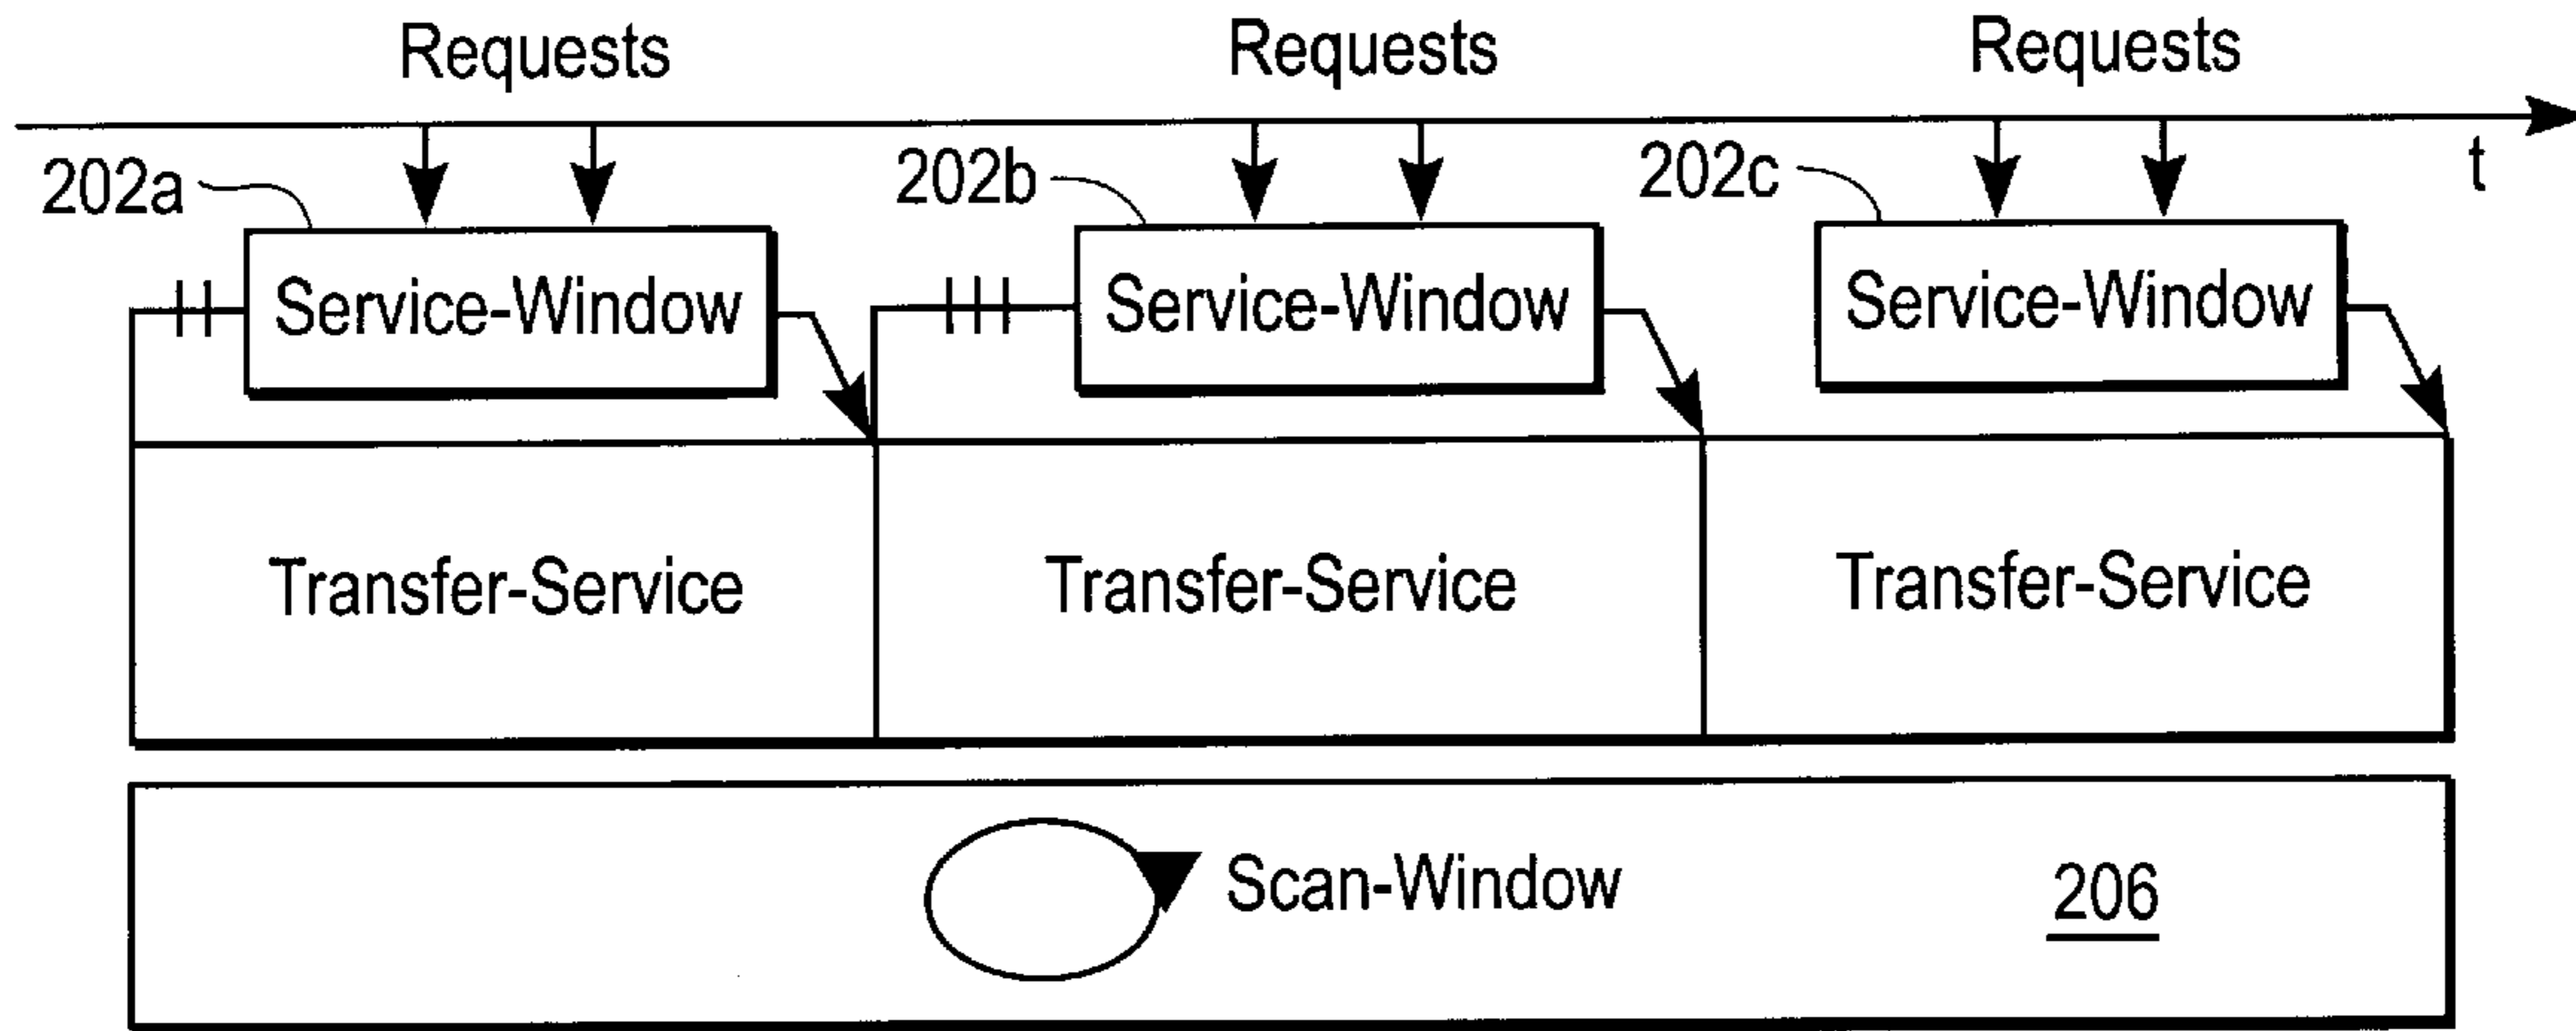 Requests Requests Requests
t
202a 202b 202c
Service-Window Service-Window Service-Window
Transfer-Service Transfer-Service Transfer-Service
Scan-Window 206